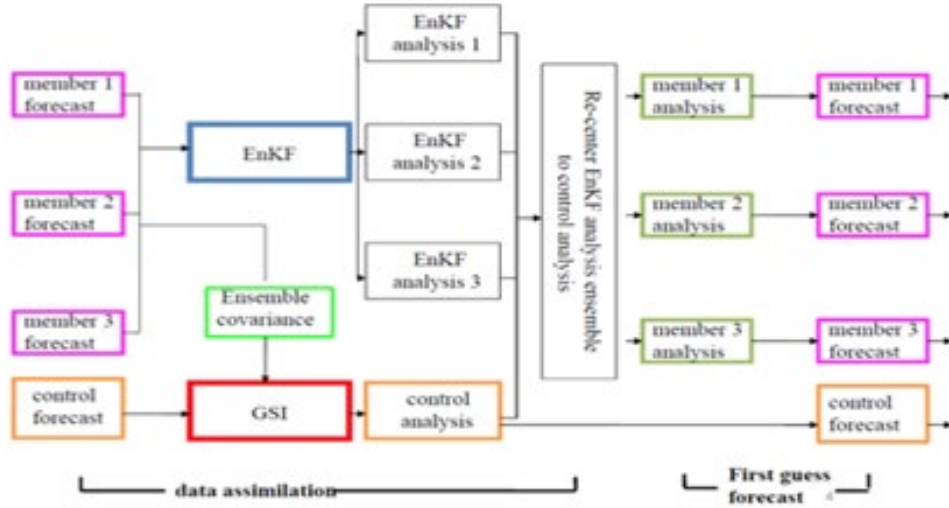 member 1
forecast
member 2
forecast
member 3
forecast
control
forecast
EnKF
Ensemble
covariance
GSI
EnKF
analysis 1
EnKF
analysis 2
EnKF
analysis 3
control
analysis
Re-center EnKF analysis ensemble
to control analysis
member 1
analysis
member 2
analysis
member 3
analysis
member 1
forecast
member 2
forecast
member 3
forecast
control
forecast
data assimilation
First guess
forecast
4